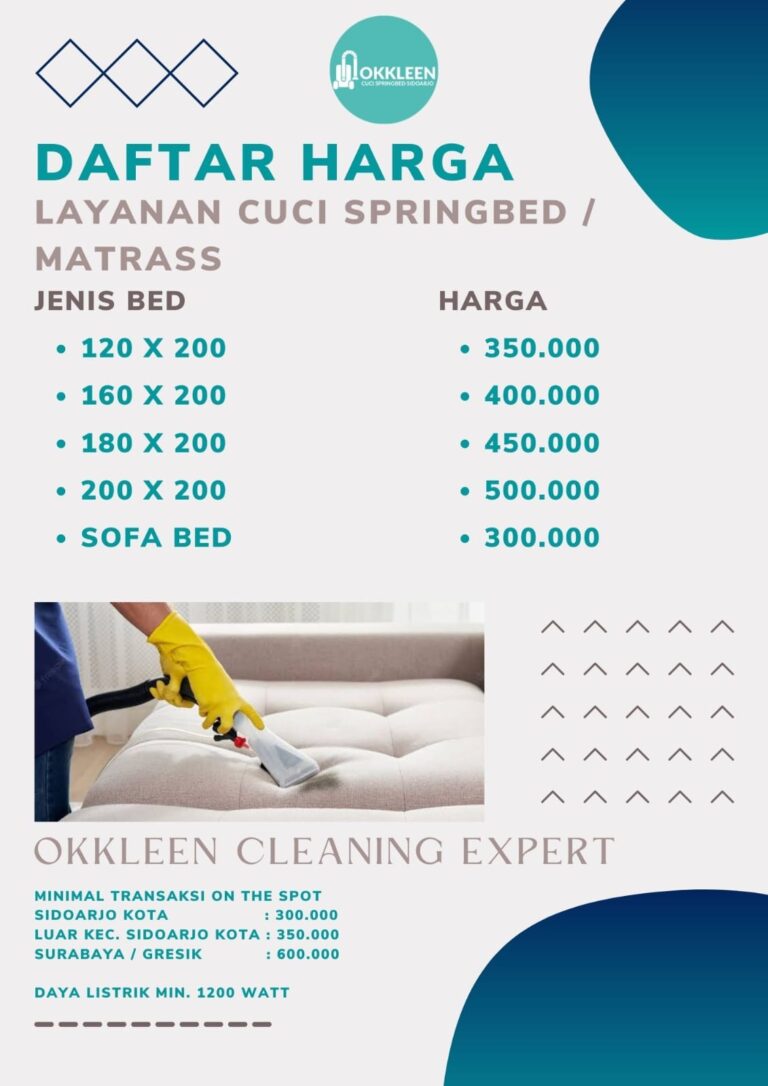 OKKLEEN
CUCI SPRINGBED SIDOARJO
DAFTAR HARGA
LAYANAN CUCI SPRINGBED /
MATRASS
JENIS BED HARGA
• 120 X 200 • 350.000
• 160 X 200 • 400.000
• 180 X 200 • 450.000
• 200 X 200 • 500.000
• SOFA BED • 300.000
OKKLEEN CLEANING EXPERT
MINIMAL TRANSAKSI ON THE SPOT
SIDOARJO KOTA : 300.000
LUAR KEC. SIDOARJO KOTA : 350.000
SURABAYA / GRESIK : 600.000
DAYA LISTRIK MIN. 1200 WATT